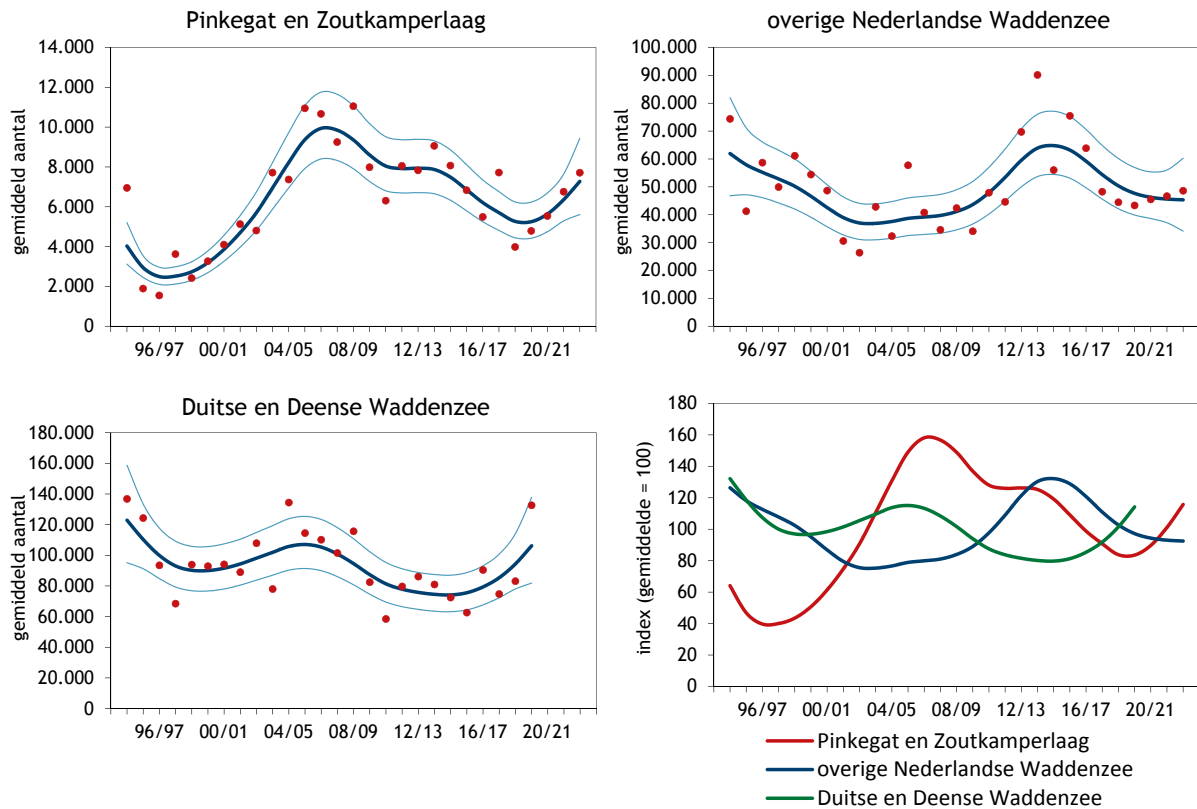 Pinkegat en Zoutkamperlaag
gemiddeld aantal
14.000
12.000
10.000
8.000
6.000
4.000
2.000
0
96/97 00/01 04/05 08/09 12/13 16/17 20/21
overige Nederlandse Waddenzee
gemiddeld aantal
100.000
90.000
80.000
70.000
60.000
50.000
40.000
30.000
20.000
10.000
0
96/97 00/01 04/05 08/09 12/13 16/17 20/21
Duitse en Deense Waddenzee
gemiddeld aantal
180.000
160.000
140.000
120.000
100.000
80.000
60.000
40.000
20.000
0
96/97 00/01 04/05 08/09 12/13 16/17 20/21
index (gemiddelde = 100)
180
160
140
120
100
80
60
40
20
0
96/97 00/01 04/05 08/09 12/13 16/17 20/21
Pinkegat en Zoutkamperlaag
overige Nederlandse Waddenzee
Duitse en Deense Waddenzee